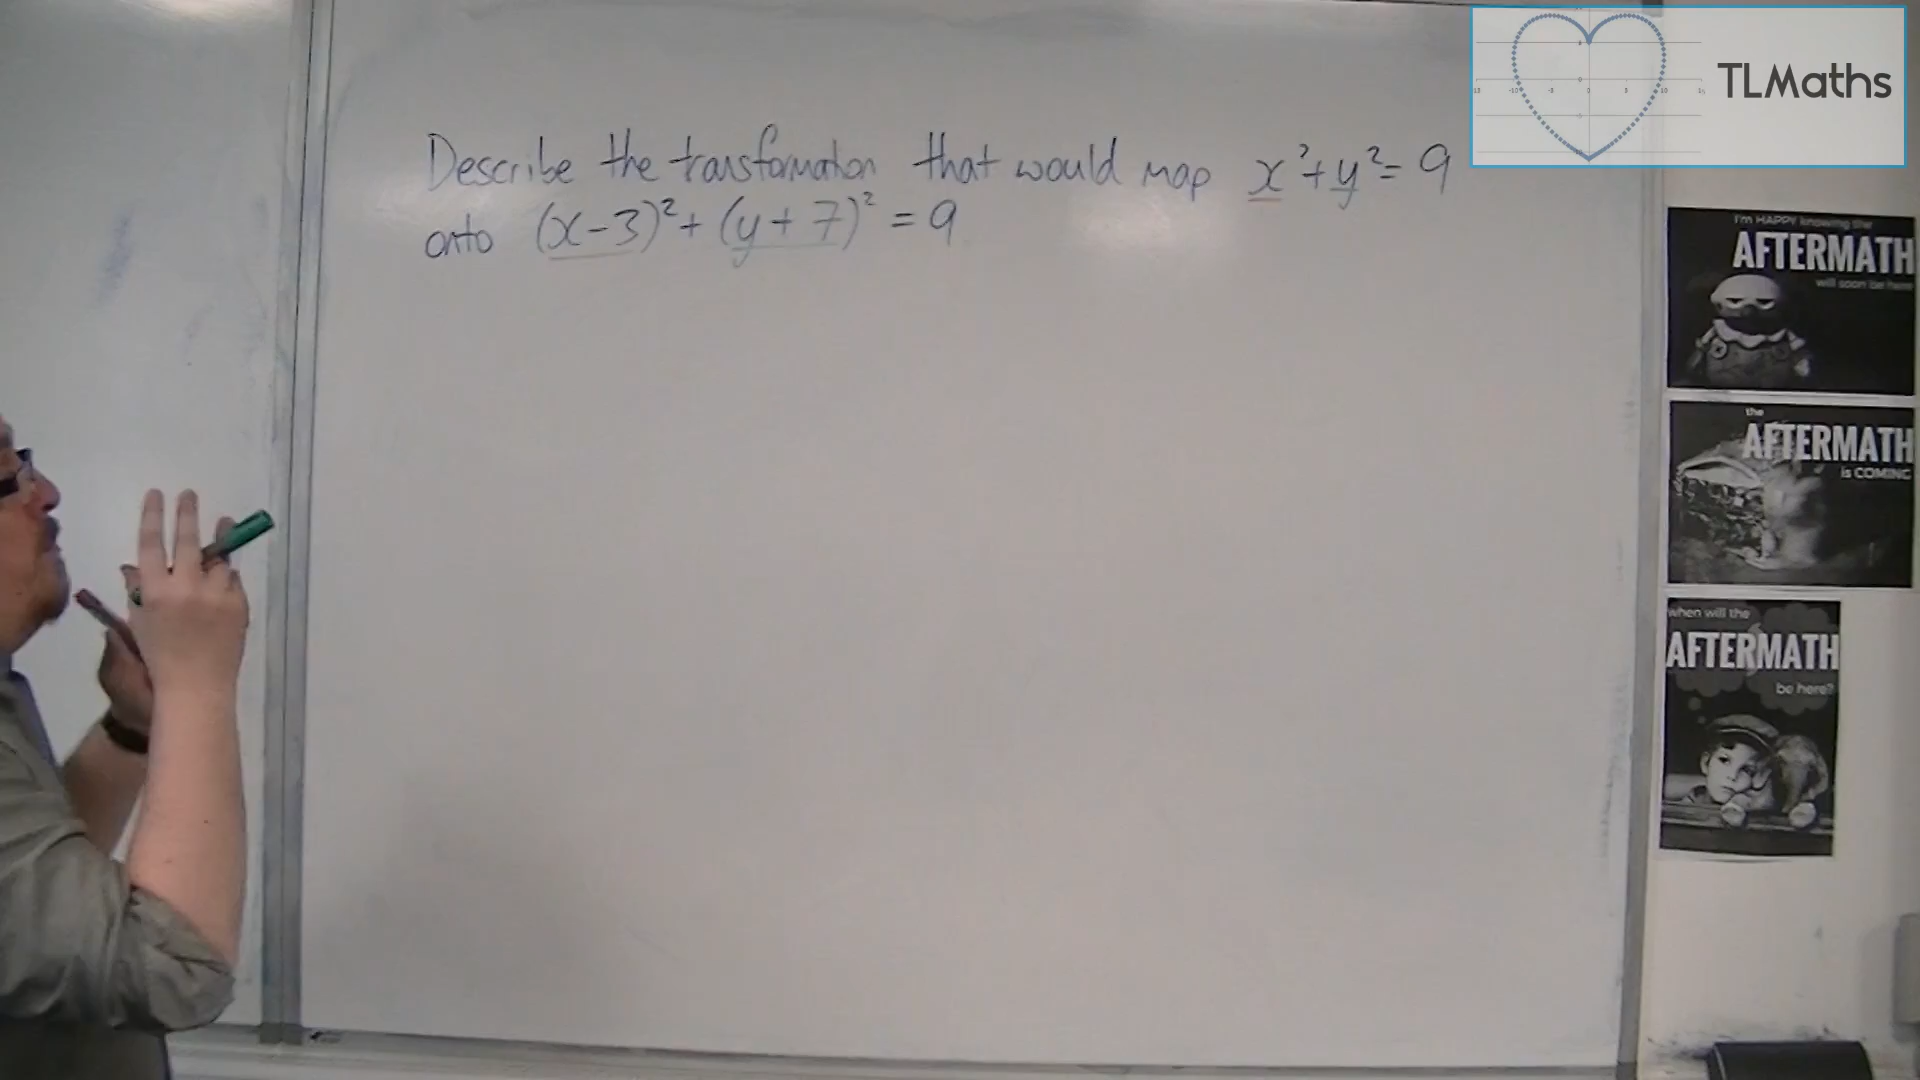 Describe the transformation that would map x²+y²= 9
onto (x-3)²+ (y+7)² = 9
TLMaths
I'm HAPPY knowing the
AFTERMATH
will soon be here
the
AFTERMATH
is COMING
when will the
AFTERMATH
be here?